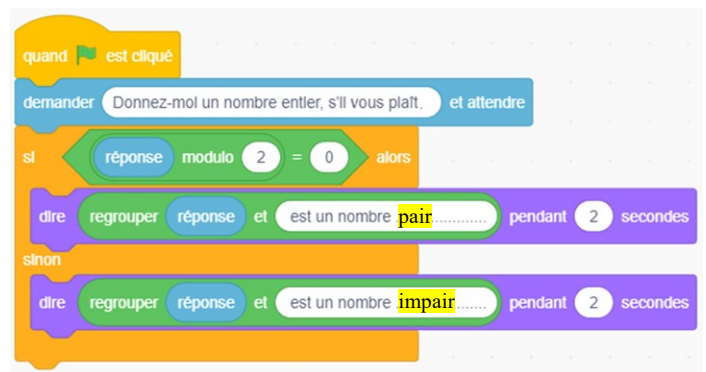 quand est cliqué
demander Donnez-moi un nombre entier, s'il vous plaît. et attendre
si réponse modulo 2 = 0 alors
dire regrouper réponse et est un nombre pair............. pendant 2 secondes
sinon
dire regrouper réponse et est un nombre impair....... pendant 2 secondes